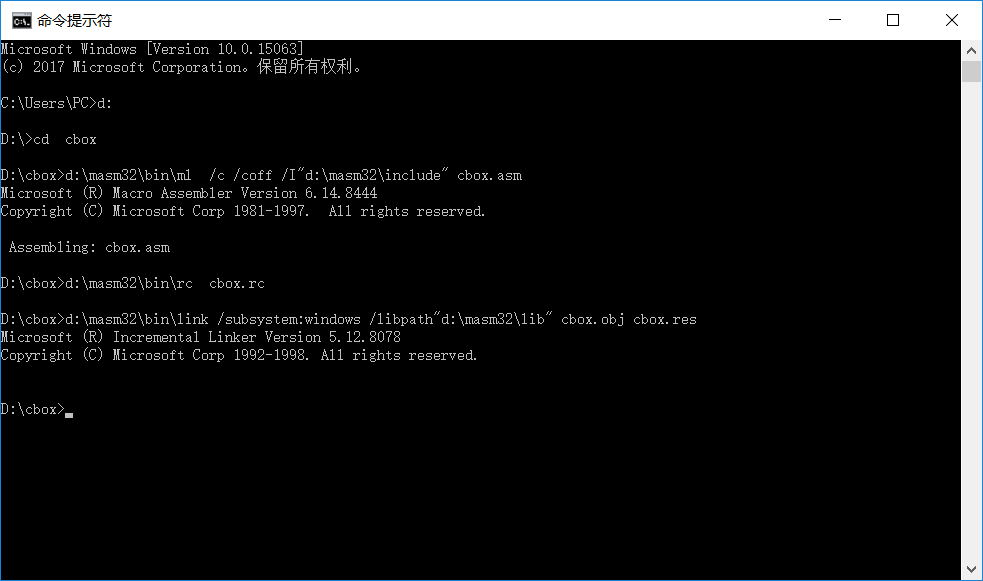 命令提示符
Microsoft Windows [Version 10.0.15063]
(c) 2017 Microsoft Corporation。保留所有权利。
C:\Users\PC>d:
D:\>cd  cbox
D:\cbox>d:\masm32\bin\ml  /c /coff /I"d:\masm32\include" cbox.asm
Microsoft (R) Macro Assembler Version 6.14.8444
Copyright (C) Microsoft Corp 1981-1997.  All rights reserved.
 Assembling: cbox.asm
D:\cbox>d:\masm32\bin\rc  cbox.rc
D:\cbox>d:\masm32\bin\link /subsystem:windows /libpath"d:\masm32\lib" cbox.obj cbox.res
Microsoft (R) Incremental Linker Version 5.12.8078
Copyright (C) Microsoft Corp 1992-1998. All rights reserved.
D:\cbox>